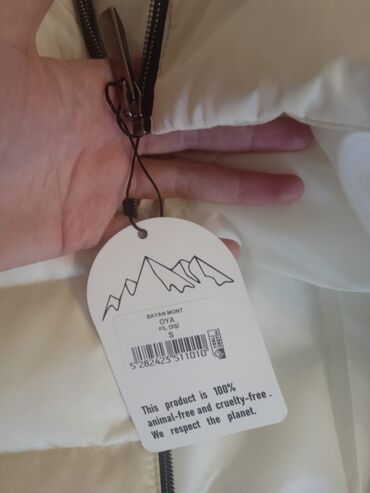 BAYAN MONT
OYA
FİL DİŞİ
S
5 282423 511010
This product is 100%
animal-free and cruelty-free .
We respect the planet.